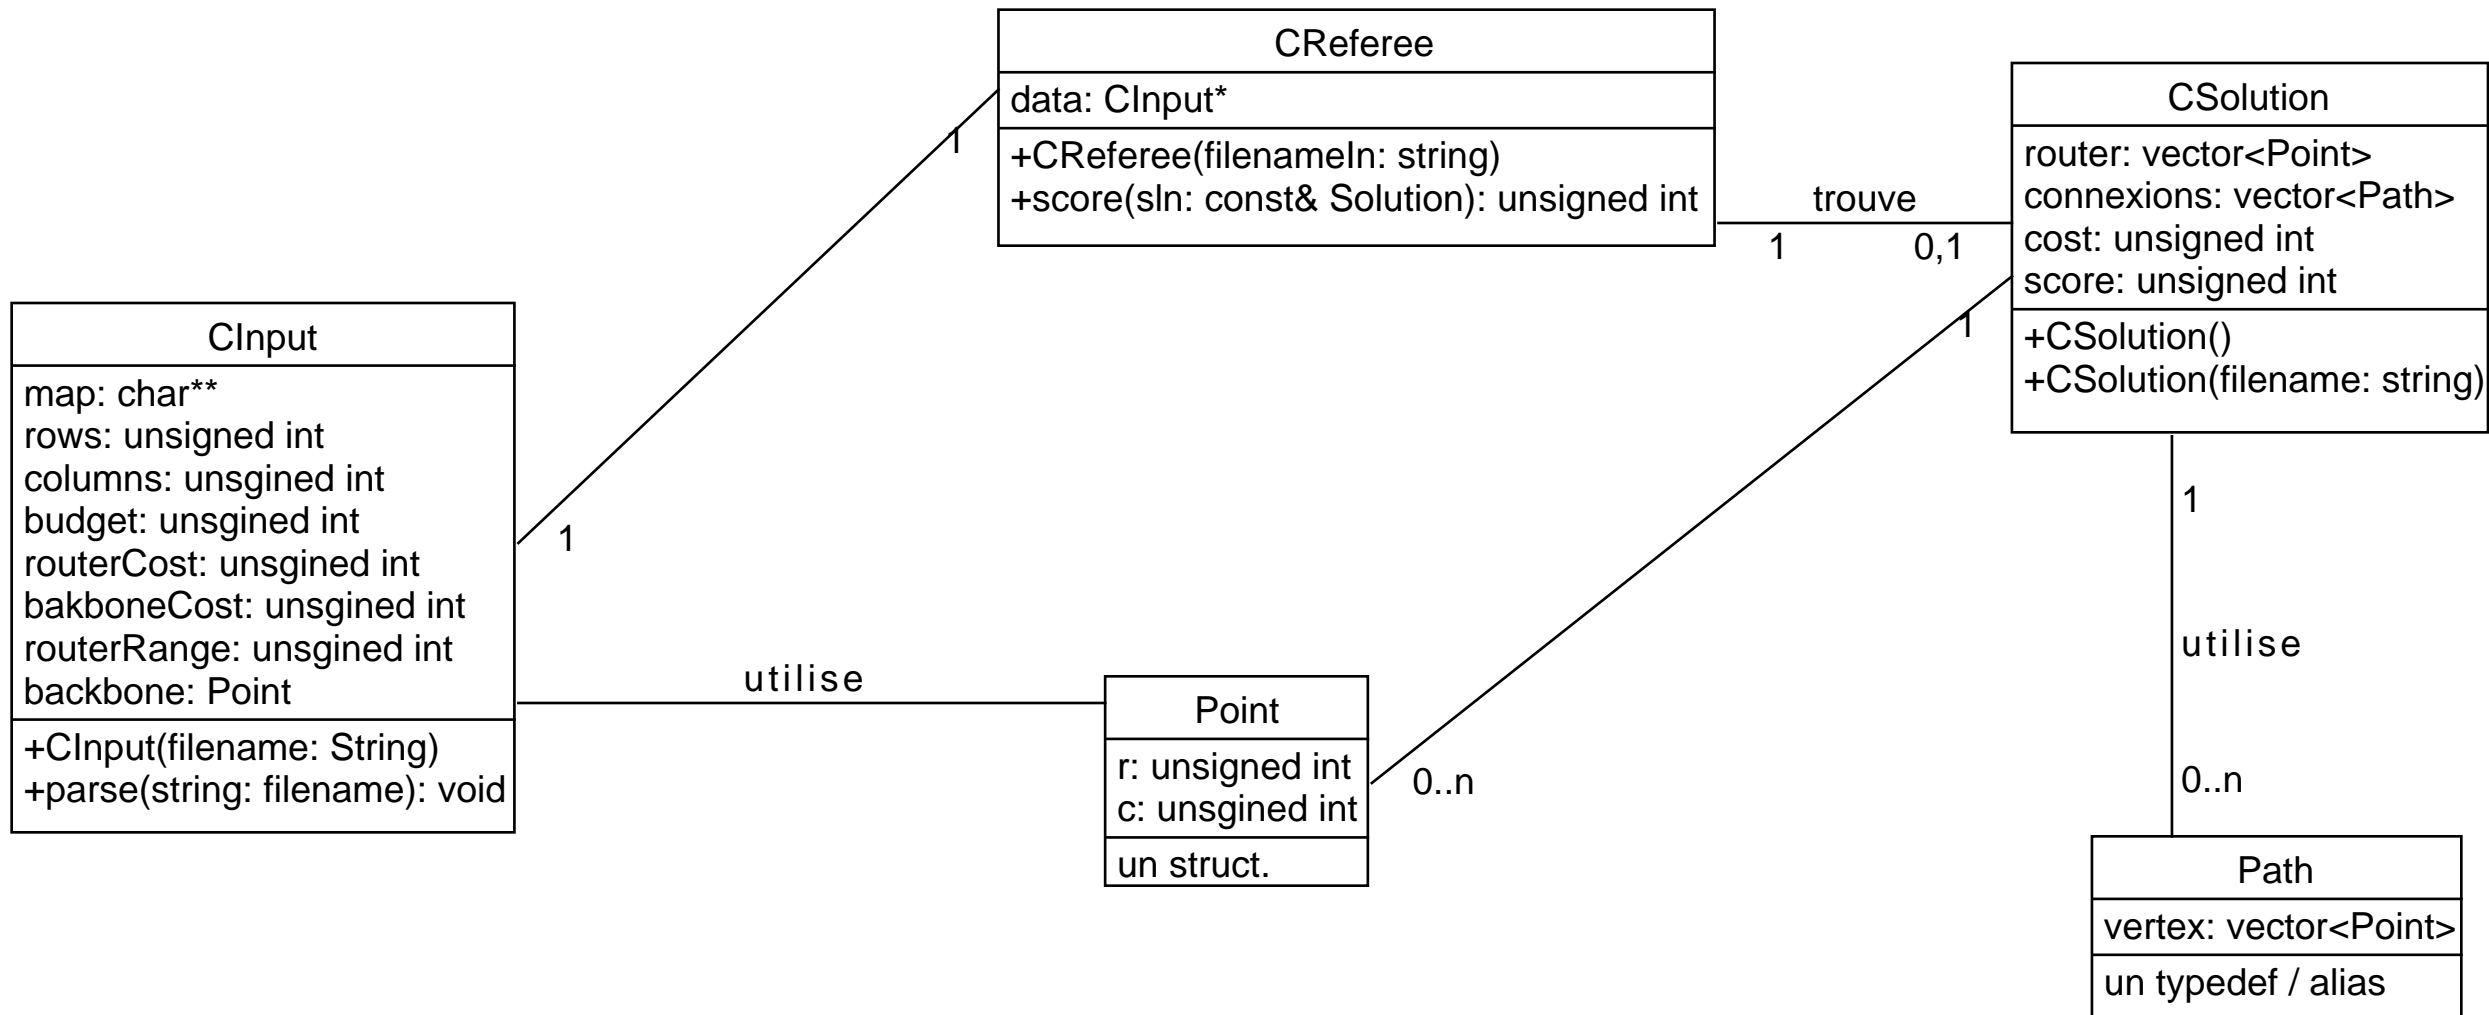 CReferee
data: CInput*
+CReferee(filenameIn: string)
+score(sln: const& Solution): unsigned int
CSolution
router: vector<Point>
connexions: vector<Path>
cost: unsigned int
score: unsigned int
+CSolution()
+CSolution(filename: string)
trouve
1
0,1
1
1
CInput
map: char**
rows: unsigned int
columns: unsgined int
budget: unsgined int
routerCost: unsgined int
bakboneCost: unsgined int
routerRange: unsgined int
backbone: Point
+CInput(filename: String)
+parse(string: filename): void
1
utilise
Point
r: unsigned int
c: unsgined int
un struct.
0..n
1
utilise
0..n
Path
vertex: vector<Point>
un typedef / alias